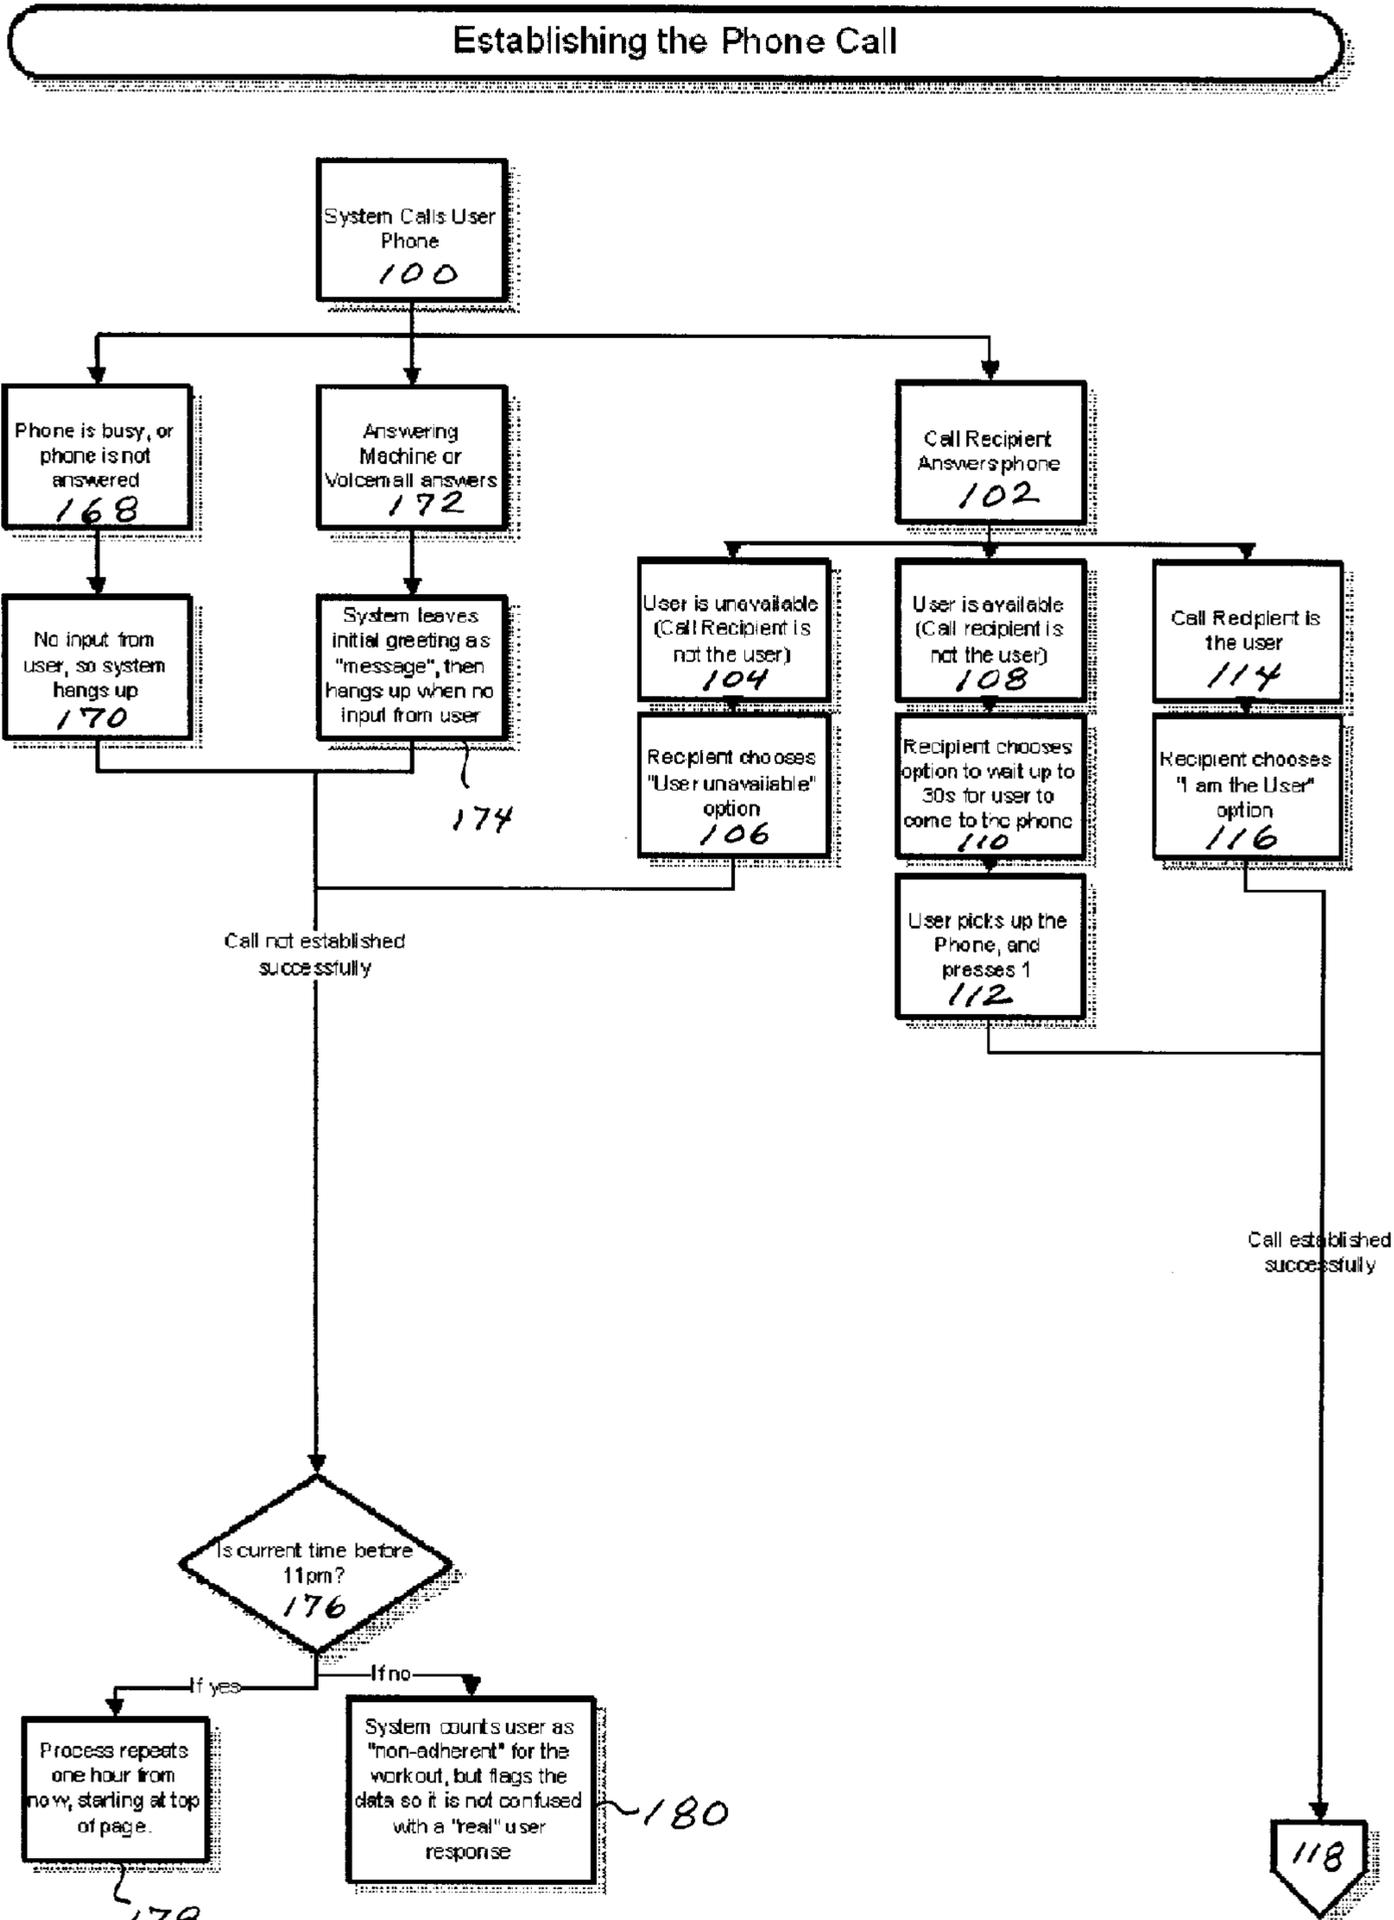 Establishing the Phone Call
System Calls User
Phone
100
Phone is busy, or
phone is not
answered
168
Answering
Machine or
Voicemail answers
172
Call Recipient
Answers phone
102
No input from
user, so system
hangs up
170
System leaves
initial greeting as
"message", then
hangs up when no
input from user
174
User is unavailable
(Call Recipient is
not the user)
104
User is available
(Call recipient is
not the user)
108
Call Recipient is
the user
114
Recipient chooses
"User unavailable"
option
106
Recipient chooses
option to wait up to
30s for user to
come to the phone
110
Recipient chooses
"I am the User"
option
116
User picks up the
Phone, and
presses 1
112
Call not established
successfully
Call established
successfully
Is current time before
11pm?
176
If yes
If no
Process repeats
one hour from
now, starting at top
of page.
System counts user as
"non-adherent" for the
workout, but flags the
data so it is not confused
with a "real" user
response
180
118